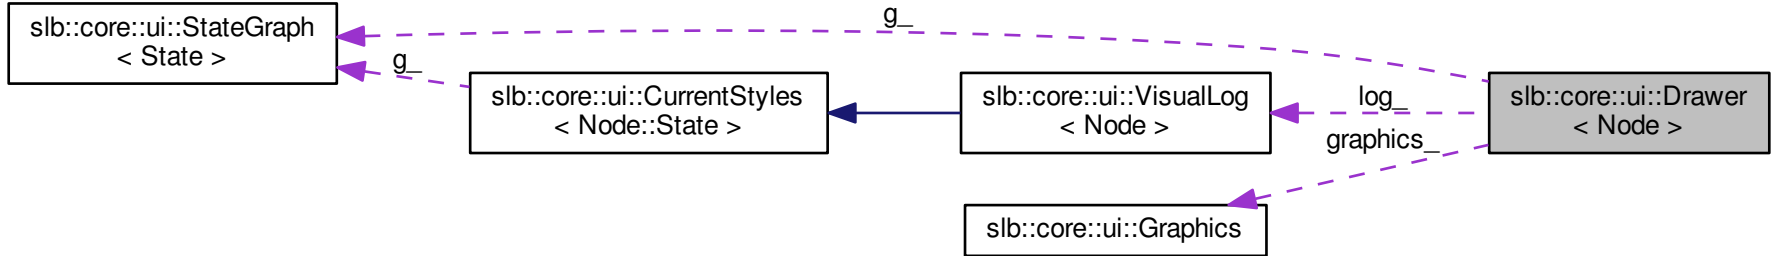 slb::core::ui::StateGraph
< State >
g_
g_
slb::core::ui::CurrentStyles
< Node::State >
slb::core::ui::VisualLog
< Node >
log_
graphics_
slb::core::ui::Drawer
< Node >
slb::core::ui::Graphics